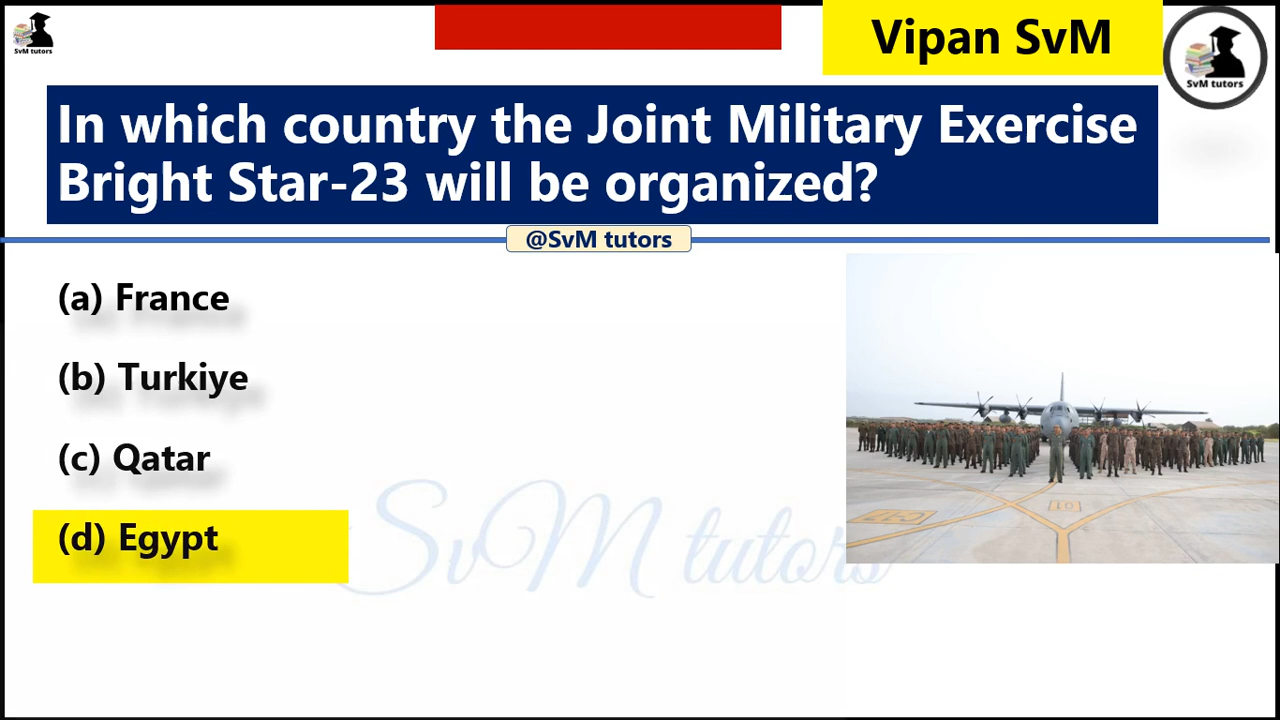 SvM tutors
Vipan SvM
SvM tutors
In which country the Joint Military Exercise
Bright Star-23 will be organized?
@SvM tutors
(a) France
(b) Turkiye
(c) Qatar
(d) Egypt
SvM tutors